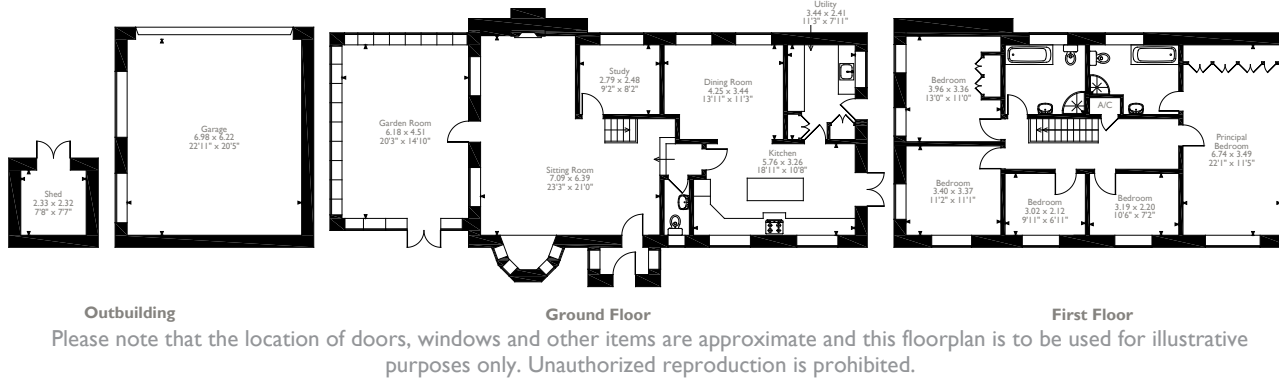 Utility
3.44 x 2.41
11'3" x 7'11"
Study
2.79 x 2.48
9'2" x 8'2"
Dining Room
4.25 x 3.44
13'11" x 11'3"
Garage
6.98 x 6.22
22'11" x 20'5"
Garden Room
6.18 x 4.51
20'3" x 14'10"
Sitting Room
7.09 x 6.39
23'3" x 21'0"
Kitchen
5.76 x 3.26
18'11" x 10'8"
Shed
2.33 x 2.32
7'8" x 7'7"
Bedroom
3.96 x 3.36
13'0" x 11'0"
A/C
Principal
Bedroom
6.74 x 3.49
22'1" x 11'5"
Bedroom
3.40 x 3.37
11'2" x 11'1"
Bedroom
3.02 x 2.12
9'11" x 6'11"
Bedroom
3.19 x 2.20
10'6" x 7'2"
Outbuilding
Ground Floor
First Floor
Please note that the location of doors, windows and other items are approximate and this floorplan is to be used for illustrative
purposes only. Unauthorized reproduction is prohibited.